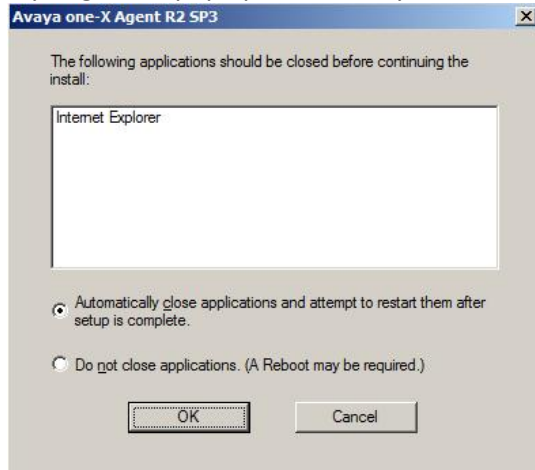 Avaya one-X Agent R2 SP3
The following applications should be closed before continuing the
install:
Internet Explorer
Automatically close applications and attempt to restart them after
setup is complete.
Do not close applications. (A Reboot may be required.)
OK Cancel